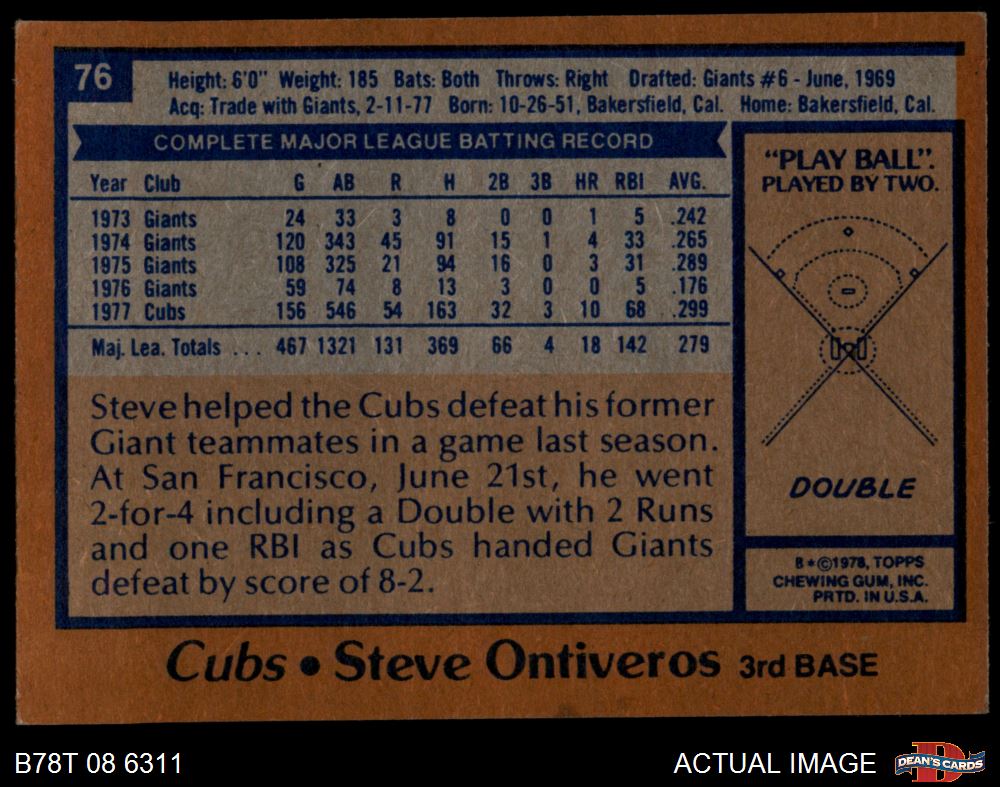 76
Height: 6'0" Weight: 185 Bats: Both Throws: Right Drafted: Giants #6 - June, 1969
Acq: Trade with Giants, 2-11-77 Born: 10-26-51, Bakersfield, Cal. Home: Bakersfield, Cal.
COMPLETE MAJOR LEAGUE BATTING RECORD
Year Club G AB R H 2B 3B HR RBI AVG.
1973 Giants 24 33 3 8 0 0 1 5 .242
1974 Giants 120 343 45 91 15 1 4 33 .265
1975 Giants 108 325 21 94 16 0 3 31 .289
1976 Giants 59 74 8 13 3 0 0 5 .176
1977 Cubs 156 546 54 163 32 3 10 68 .299
Maj. Lea. Totals ... 467 1321 131 369 66 4 18 142 279
Steve helped the Cubs defeat his former
Giant teammates in a game last season.
At San Francisco, June 21st, he went
2-for-4 including a Double with 2 Runs
and one RBI as Cubs handed Giants
defeat by score of 8-2.
"PLAY BALL".
PLAYED BY TWO.
DOUBLE
B*©1978, TOPPS
CHEWING GUM, INC.
PRTD. IN U.S.A.
Cubs • Steve Ontiveros 3rd BASE
B78T 08 6311
ACTUAL IMAGE
D
DEAN'S CARDS